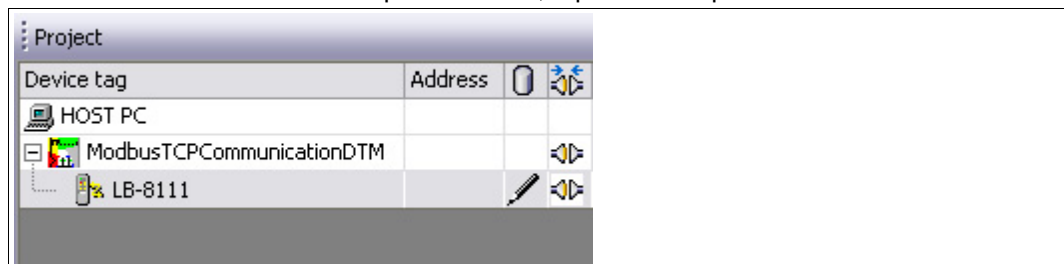 Project
Device tag Address
HOST PC
ModbusTCPCommunicationDTM
LB-8111